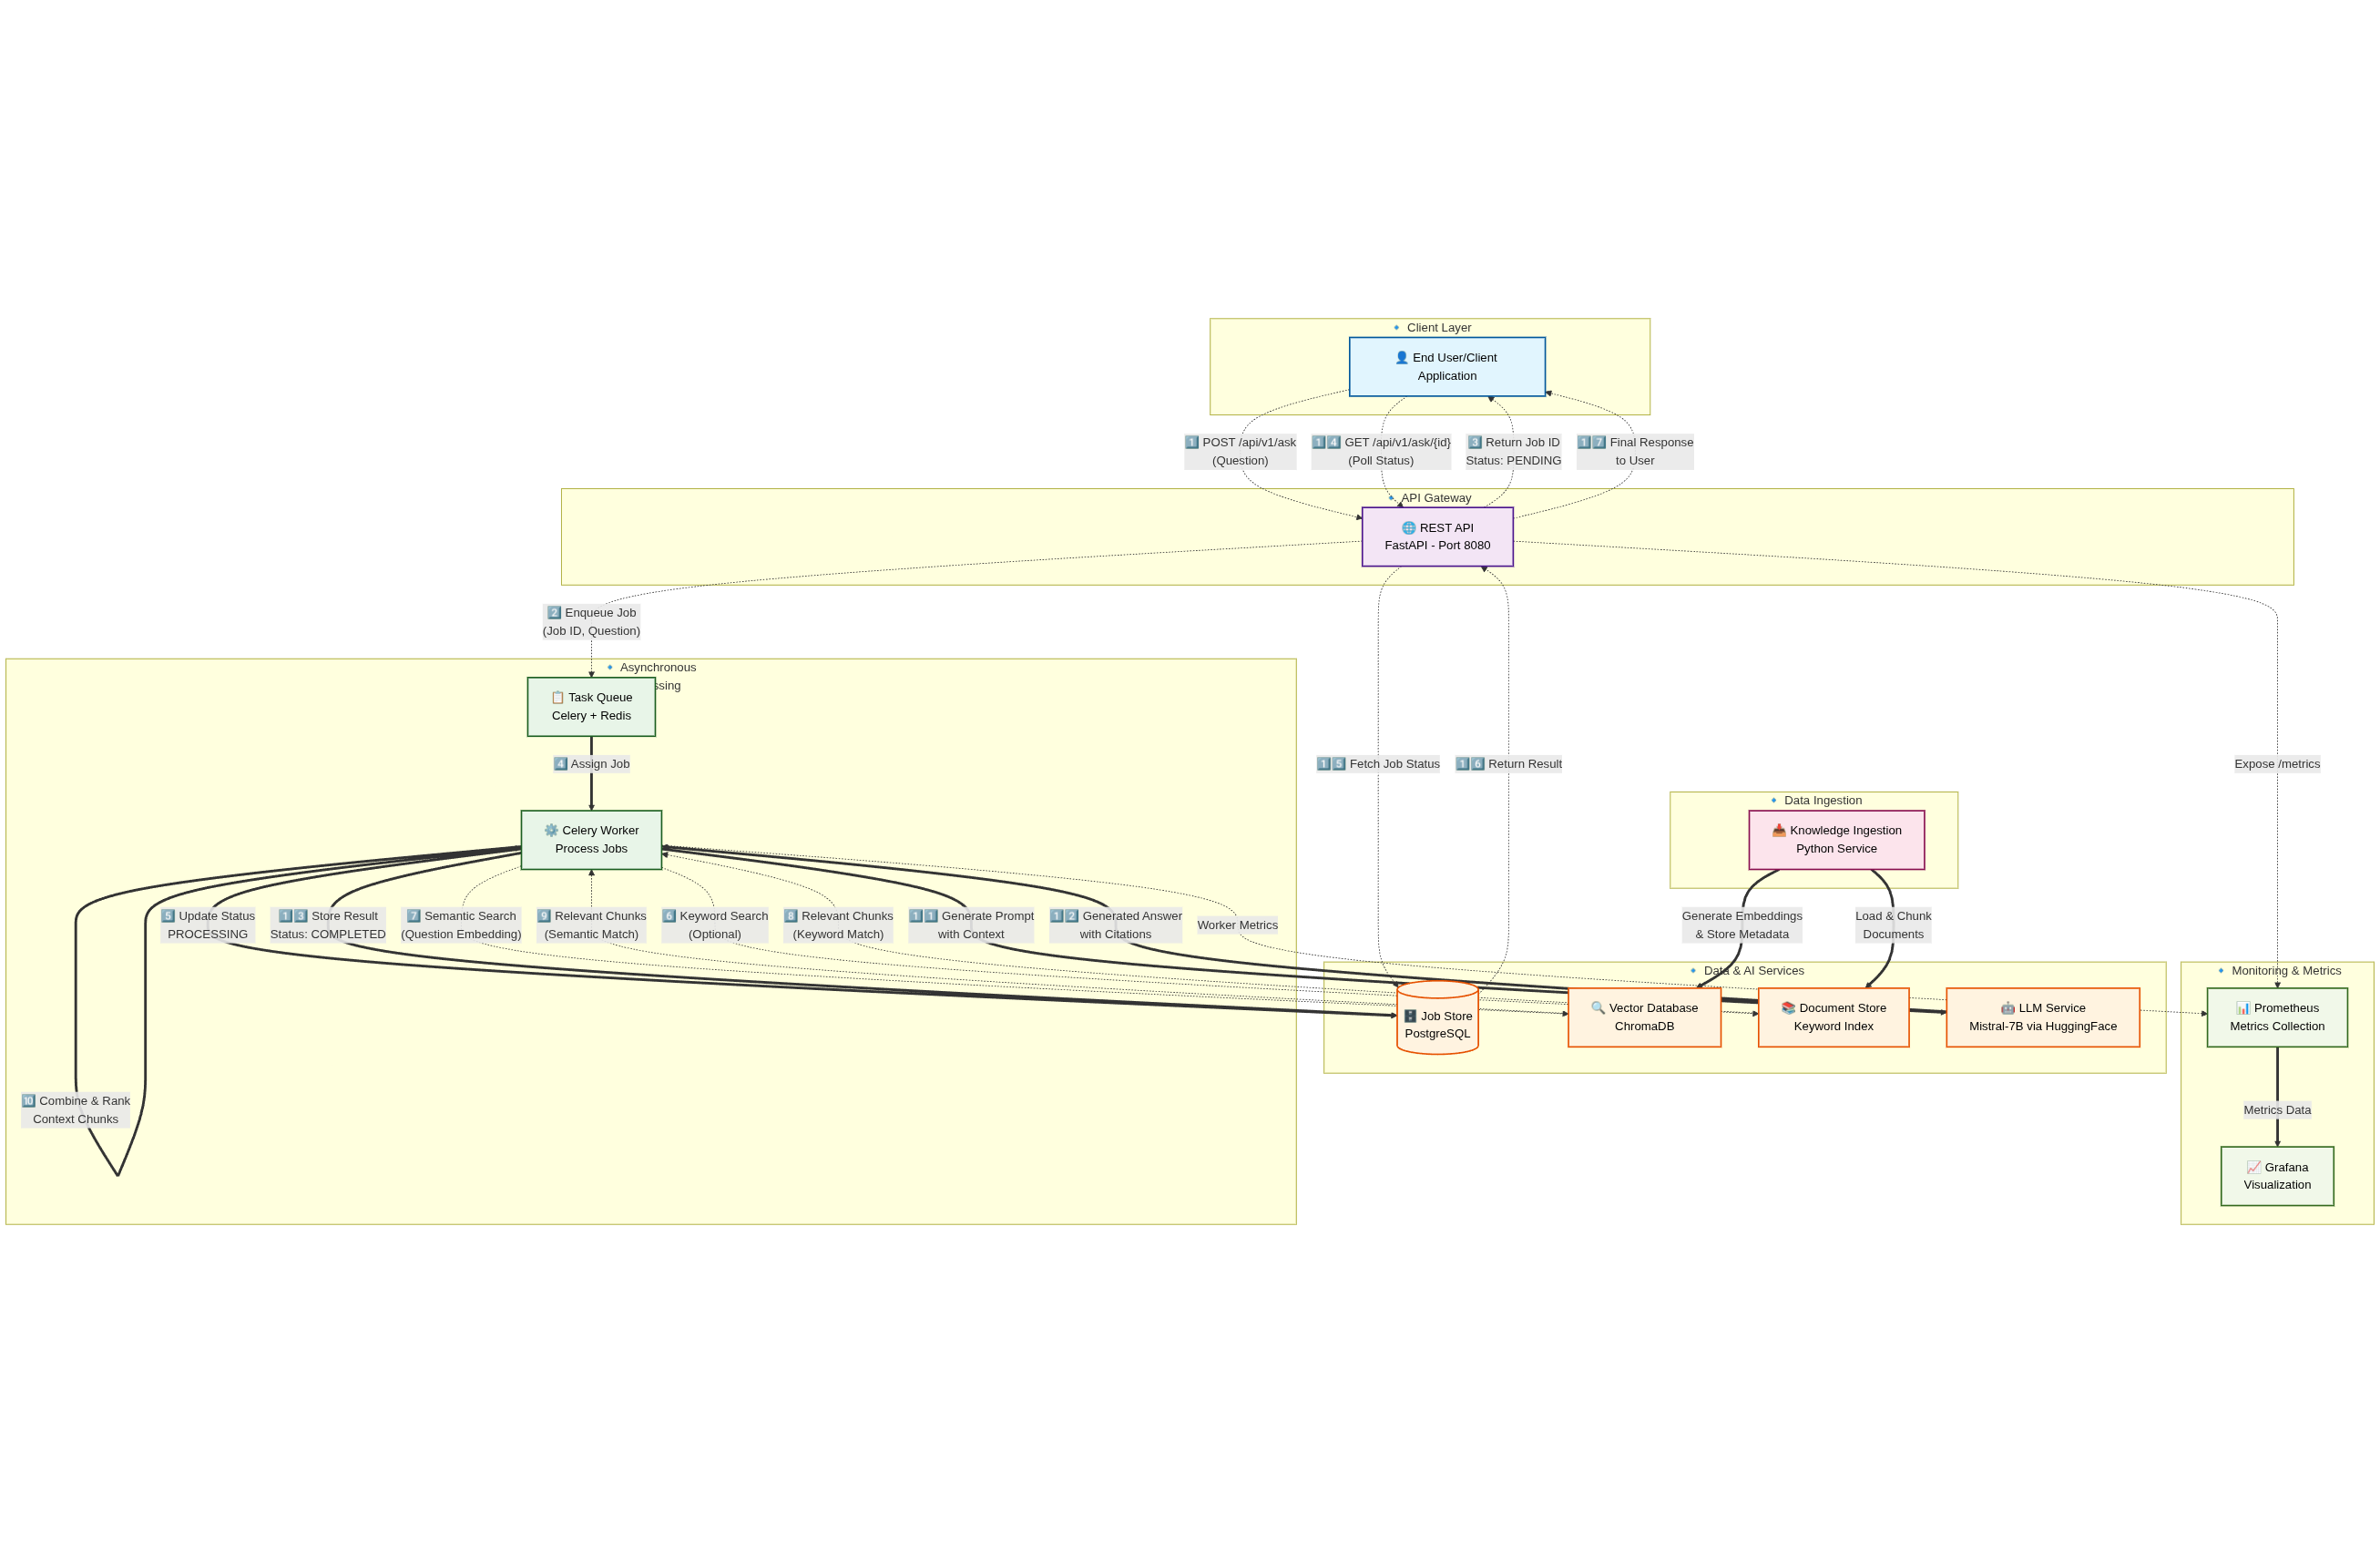 🔹 Client Layer
👤 End User/Client
Application
1️⃣ POST /api/v1/ask
(Question)
1️⃣4️⃣ GET /api/v1/ask/{id}
(Poll Status)
3️⃣ Return Job ID
Status: PENDING
1️⃣7️⃣ Final Response
to User
🔹 API Gateway
🌐 REST API
FastAPI - Port 8080
2️⃣ Enqueue Job
(Job ID, Question)
🔹 Asynchronous
ssing
📋 Task Queue
Celery + Redis
4️⃣ Assign Job
1️⃣5️⃣ Fetch Job Status
1️⃣6️⃣ Return Result
Expose /metrics
🔹 Data Ingestion
⚙️ Celery Worker
Process Jobs
📥 Knowledge Ingestion
Python Service
5️⃣ Update Status
PROCESSING
1️⃣3️⃣ Store Result
Status: COMPLETED
7️⃣ Semantic Search
(Question Embedding)
9️⃣ Relevant Chunks
(Semantic Match)
6️⃣ Keyword Search
(Optional)
8️⃣ Relevant Chunks
(Keyword Match)
1️⃣1️⃣ Generate Prompt
with Context
1️⃣2️⃣ Generated Answer
with Citations
Worker Metrics
Generate Embeddings
& Store Metadata
Load & Chunk
Documents
🔹 Data & AI Services
🗄️ Job Store
PostgreSQL
🔍 Vector Database
ChromaDB
📚 Document Store
Keyword Index
🤖 LLM Service
Mistral-7B via HuggingFace
🔹 Monitoring & Metrics
📊 Prometheus
Metrics Collection
🔟 Combine & Rank
Context Chunks
Metrics Data
📈 Grafana
Visualization